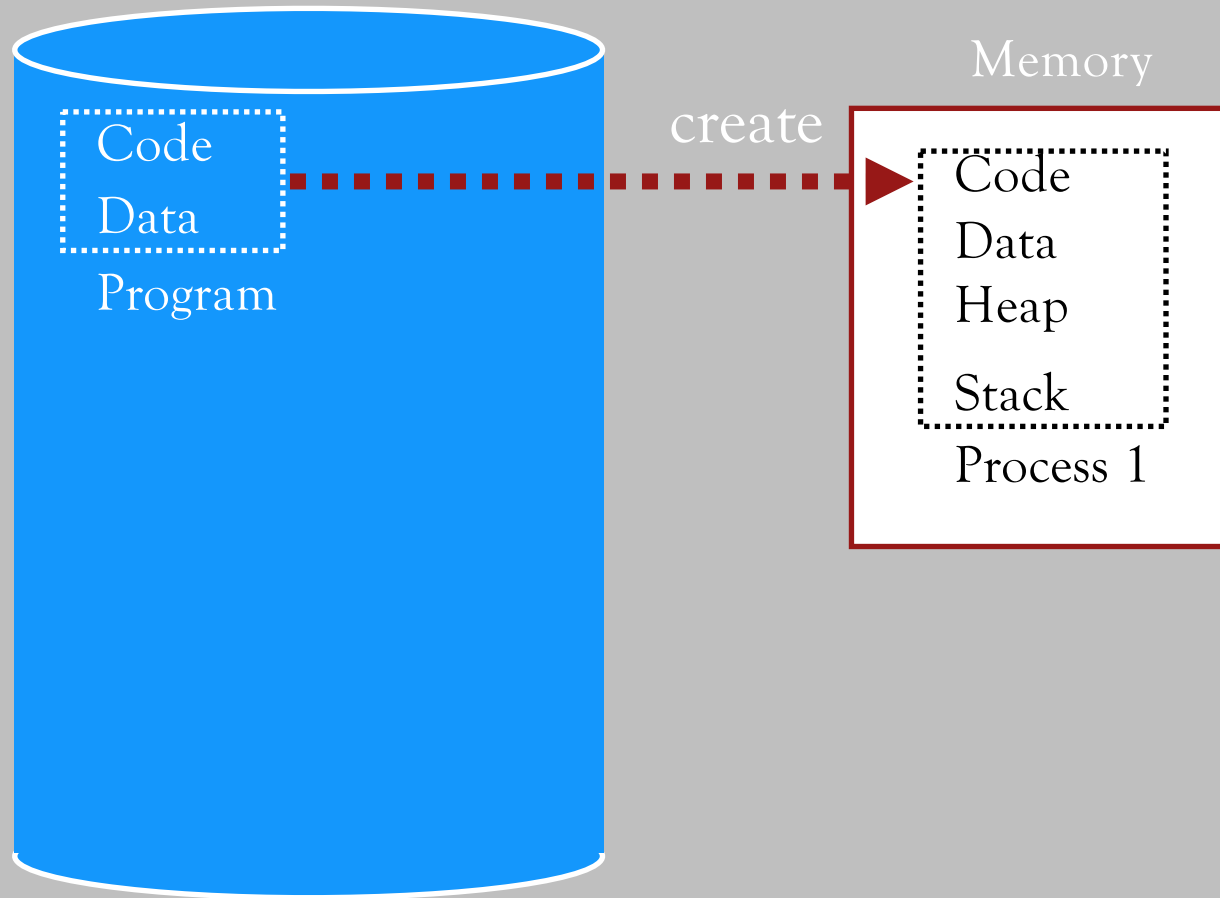 Memory
create
Code
Data
Program
Code
Data
Heap
Stack
Process 1